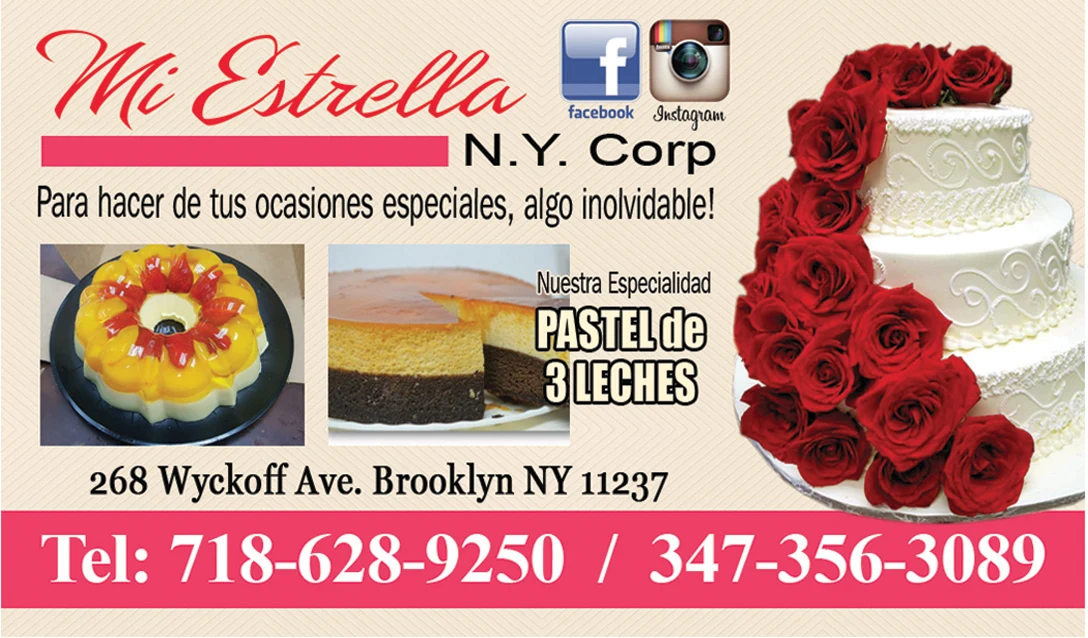 Mi Estrella
facebook
Instagram
N.Y. Corp
Para hacer de tus ocasiones especiales, algo inolvidable!
Nuestra Especialidad
PASTEL de
3 LECHES
268 Wyckoff Ave. Brooklyn NY 11237
Tel: 718-628-9250 / 347-356-3089